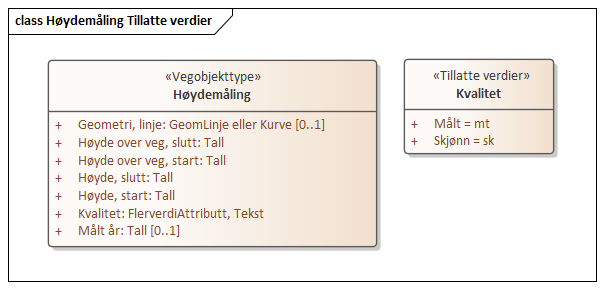 class Høydemåling Tillatte verdier
«Vegobjekttype»
Høydemåling
+ Geometri, linje: GeomLinje eller Kurve [0..1]
+ Høyde over veg, slutt: Tall
+ Høyde over veg, start: Tall
+ Høyde, slutt: Tall
+ Høyde, start: Tall
+ Kvalitet: FlerverdiAttributt, Tekst
+ Målt år: Tall [0..1]
«Tillatte verdier»
Kvalitet
+ Målt = mt
+ Skjønn = sk